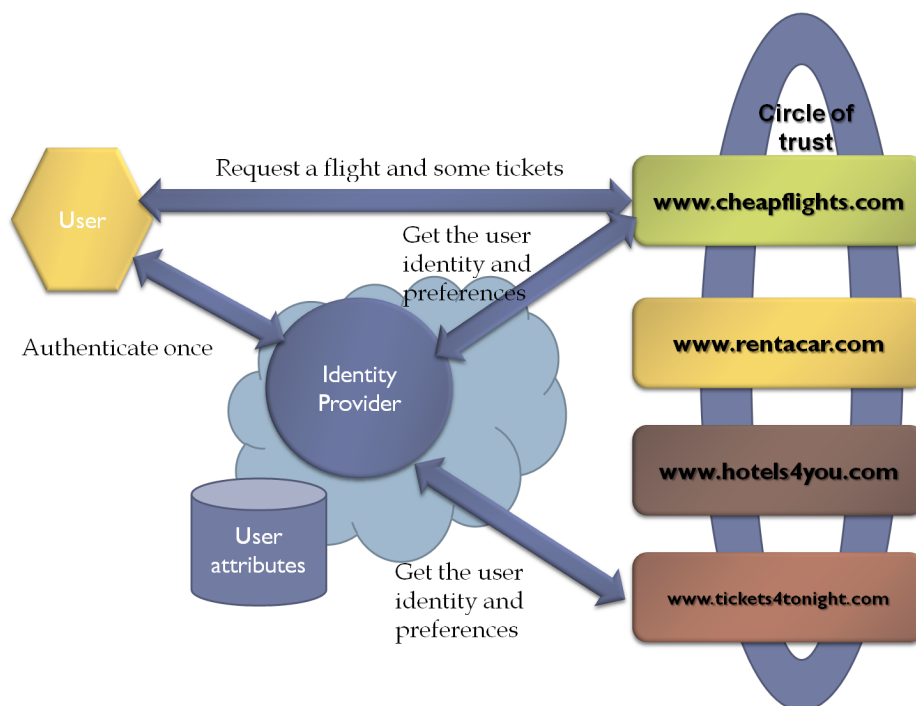 Circle of
trust
Request a flight and some tickets
www.cheapflights.com
User
Get the user
identity and
preferences
Authenticate once
www.rentacar.com
Identity
Provider
www.hotels4you.com
User
attributes
Get the user
identity and
preferences
www.tickets4tonight.com